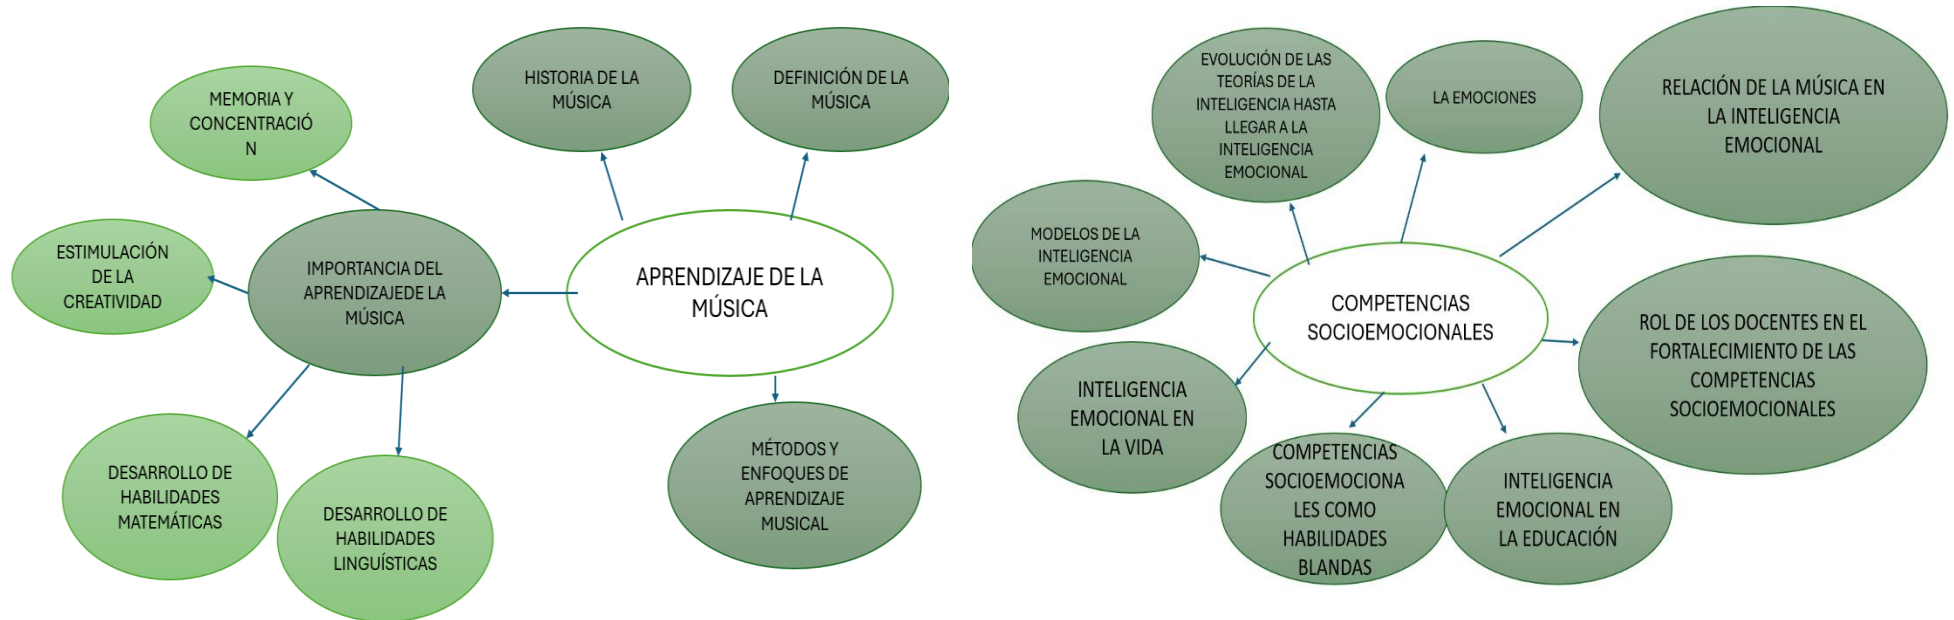 HISTORIA DE LA
MÚSICA
DEFINICIÓN DE LA
MÚSICA
MEMORIA Y
CONCENTRACIÓ
N
ESTIMULACIÓN
DE LA
CREATIVIDAD
IMPORTANCIA DEL
APRENDIZAJEDE LA
MÚSICA
APRENDIZAJE DE LA
MÚSICA
DESARROLLO DE
HABILIDADES
MATEMÁTICAS
DESARROLLO DE
HABILIDADES
LINGUÍSTICAS
MÉTODOS Y
ENFOQUES DE
APRENDIZAJE
MUSICAL
EVOLUCIÓN DE LAS
TEORÍAS DE LA
INTELIGENCIA HASTA
LLEGAR A LA
INTELIGENCIA
EMOCIONAL
LA EMOCIONES
RELACIÓN DE LA MÚSICA EN
LA INTELIGENCIA
EMOCIONAL
MODELOS DE LA
INTELIGENCIA
EMOCIONAL
COMPETENCIAS
SOCIOEMOCIONALES
ROL DE LOS DOCENTES EN EL
FORTALECIMIENTO DE LAS
COMPETENCIAS
SOCIOEMOCIONALES
INTELIGENCIA
EMOCIONAL EN
LA VIDA
COMPETENCIAS
SOCIOEMOCIONA
LES COMO
HABILIDADES
BLANDAS
INTELIGENCIA
EMOCIONAL EN
LA EDUCACIÓN